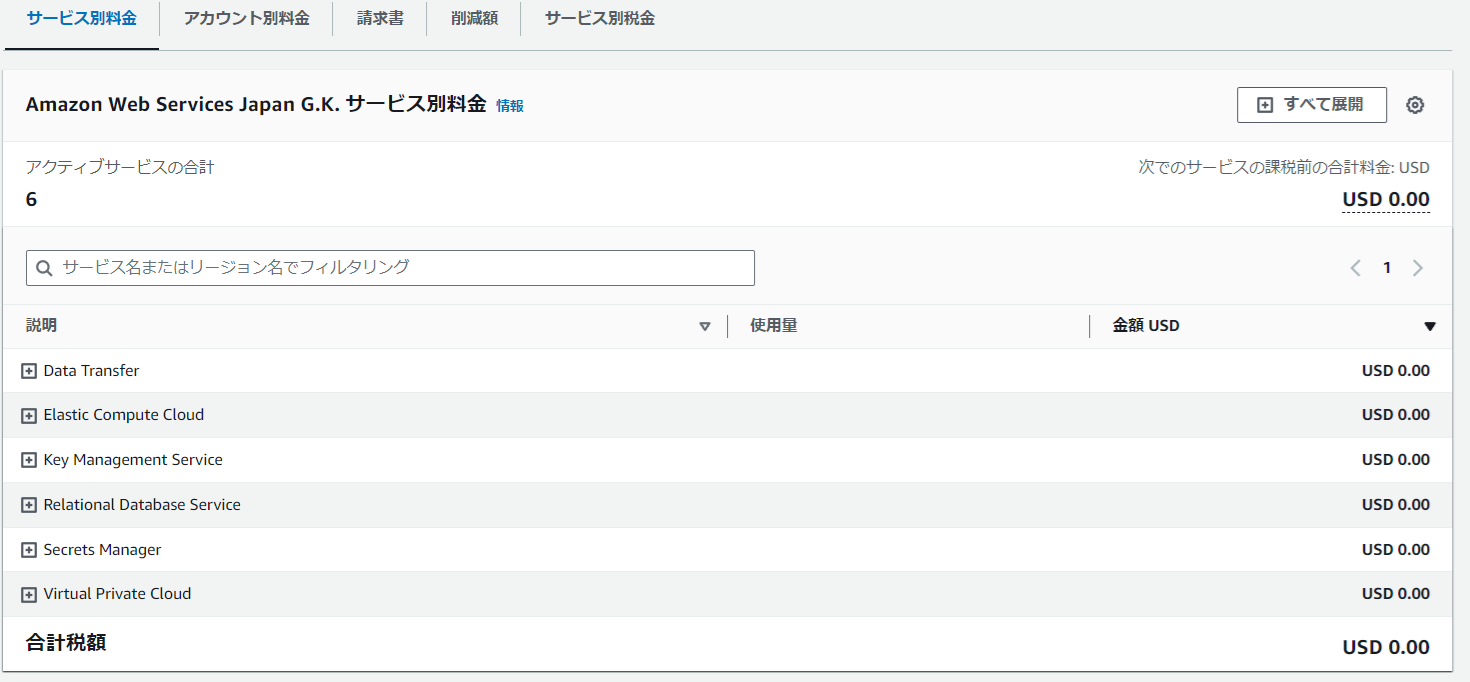 サービス別料金 アカウント別料金 請求書 削減額 サービス別税金
Amazon Web Services Japan G.K. サービス別料金 情報 すべて展開
アクティブサービスの合計 次でのサービスの課税前の合計料金: USD
6 USD 0.00
サービス名またはリージョン名でフィルタリング 1
説明 使用量 金額 USD
Data Transfer USD 0.00
Elastic Compute Cloud USD 0.00
Key Management Service USD 0.00
Relational Database Service USD 0.00
Secrets Manager USD 0.00
Virtual Private Cloud USD 0.00
合計税額 USD 0.00